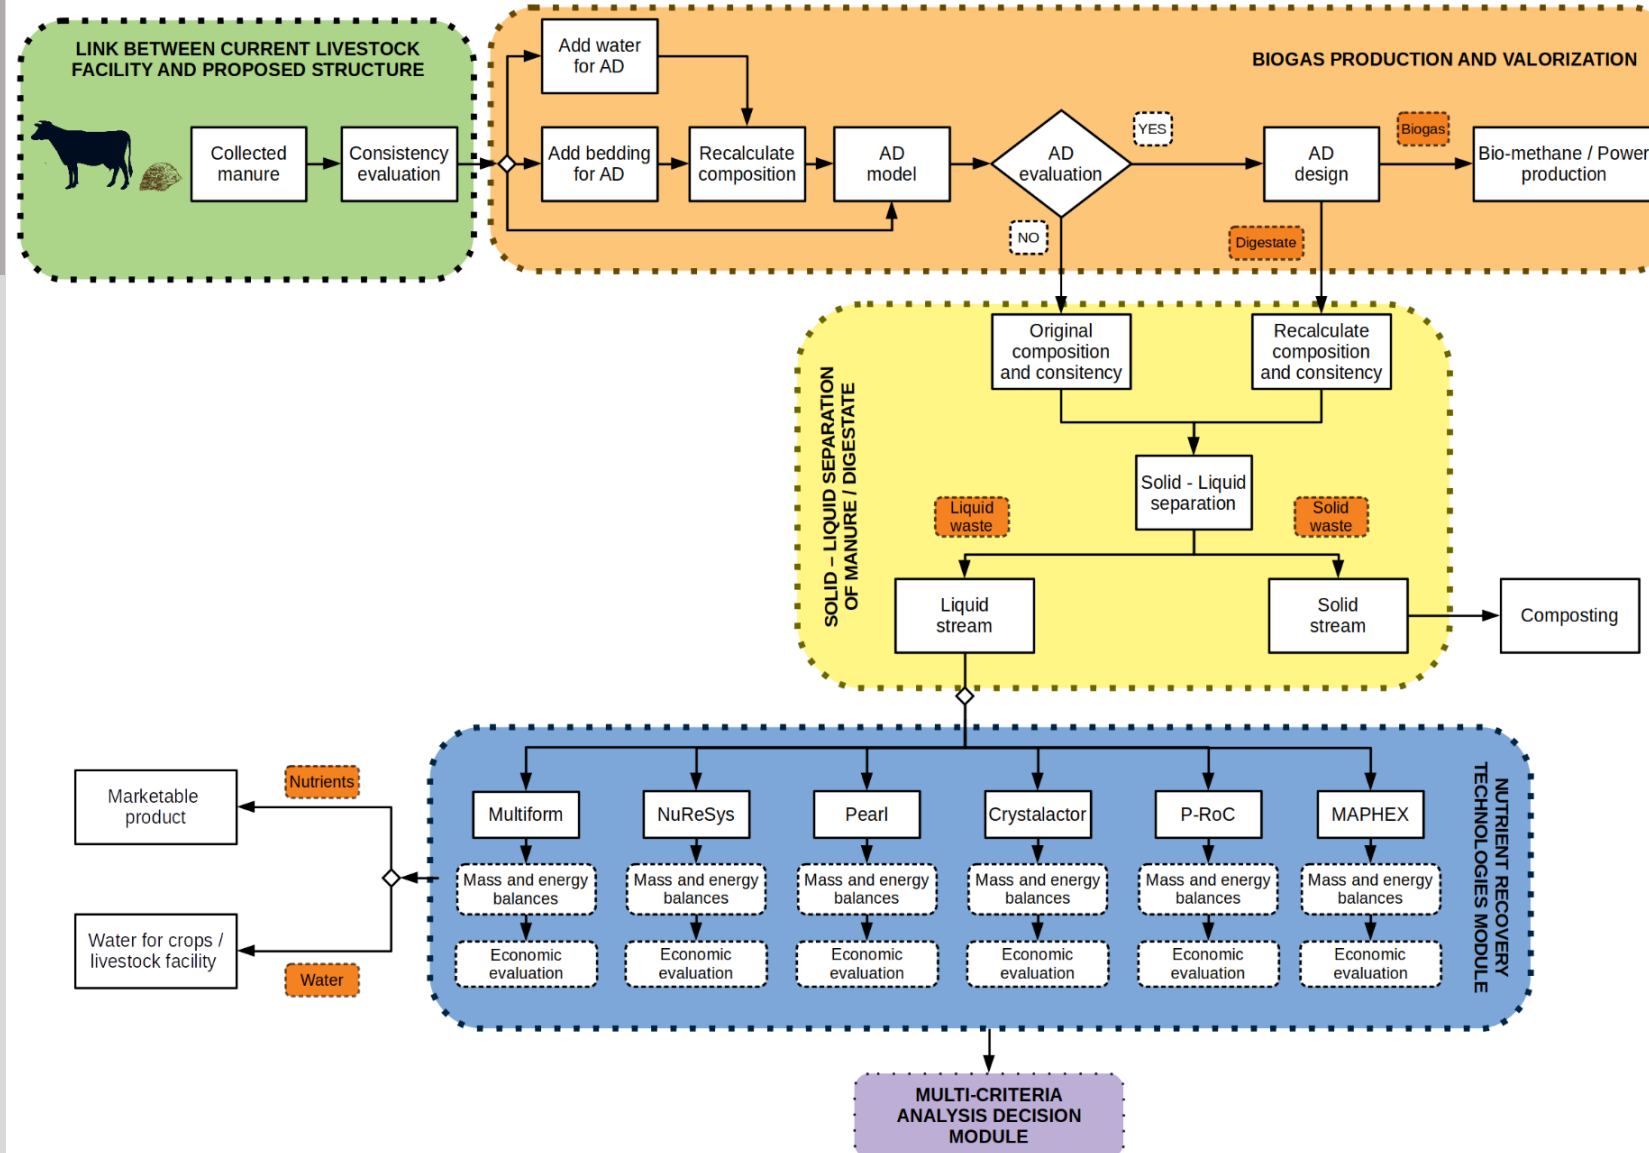 LINK BETWEEN CURRENT LIVESTOCK
FACILITY AND PROPOSED STRUCTURE
Collected
manure
Consistency
evaluation
BIOGAS PRODUCTION AND VALORIZATION
Add water
for AD
Add bedding
for AD
Recalculate
composition
AD
model
AD
evaluation
YES
NO
AD
design
Biogas
Digestate
Bio-methane / Power
production
SOLID – LIQUID SEPARATION
OF MANURE / DIGESTATE
Original
composition
and consitency
Recalculate
composition
and consitency
Solid - Liquid
separation
Liquid
waste
Solid
waste
Liquid
stream
Solid
stream
Composting
NUTRIENT RECOVERY
TECHNOLOGIES MODULE
Multiform
NuReSys
Pearl
Crystalactor
P-RoC
MAPHEX
Mass and energy
balances
Mass and energy
balances
Mass and energy
balances
Mass and energy
balances
Mass and energy
balances
Mass and energy
balances
Economic
evaluation
Economic
evaluation
Economic
evaluation
Economic
evaluation
Economic
evaluation
Economic
evaluation
Nutrients
Marketable
product
Water for crops /
livestock facility
Water
MULTI-CRITERIA
ANALYSIS DECISION
MODULE